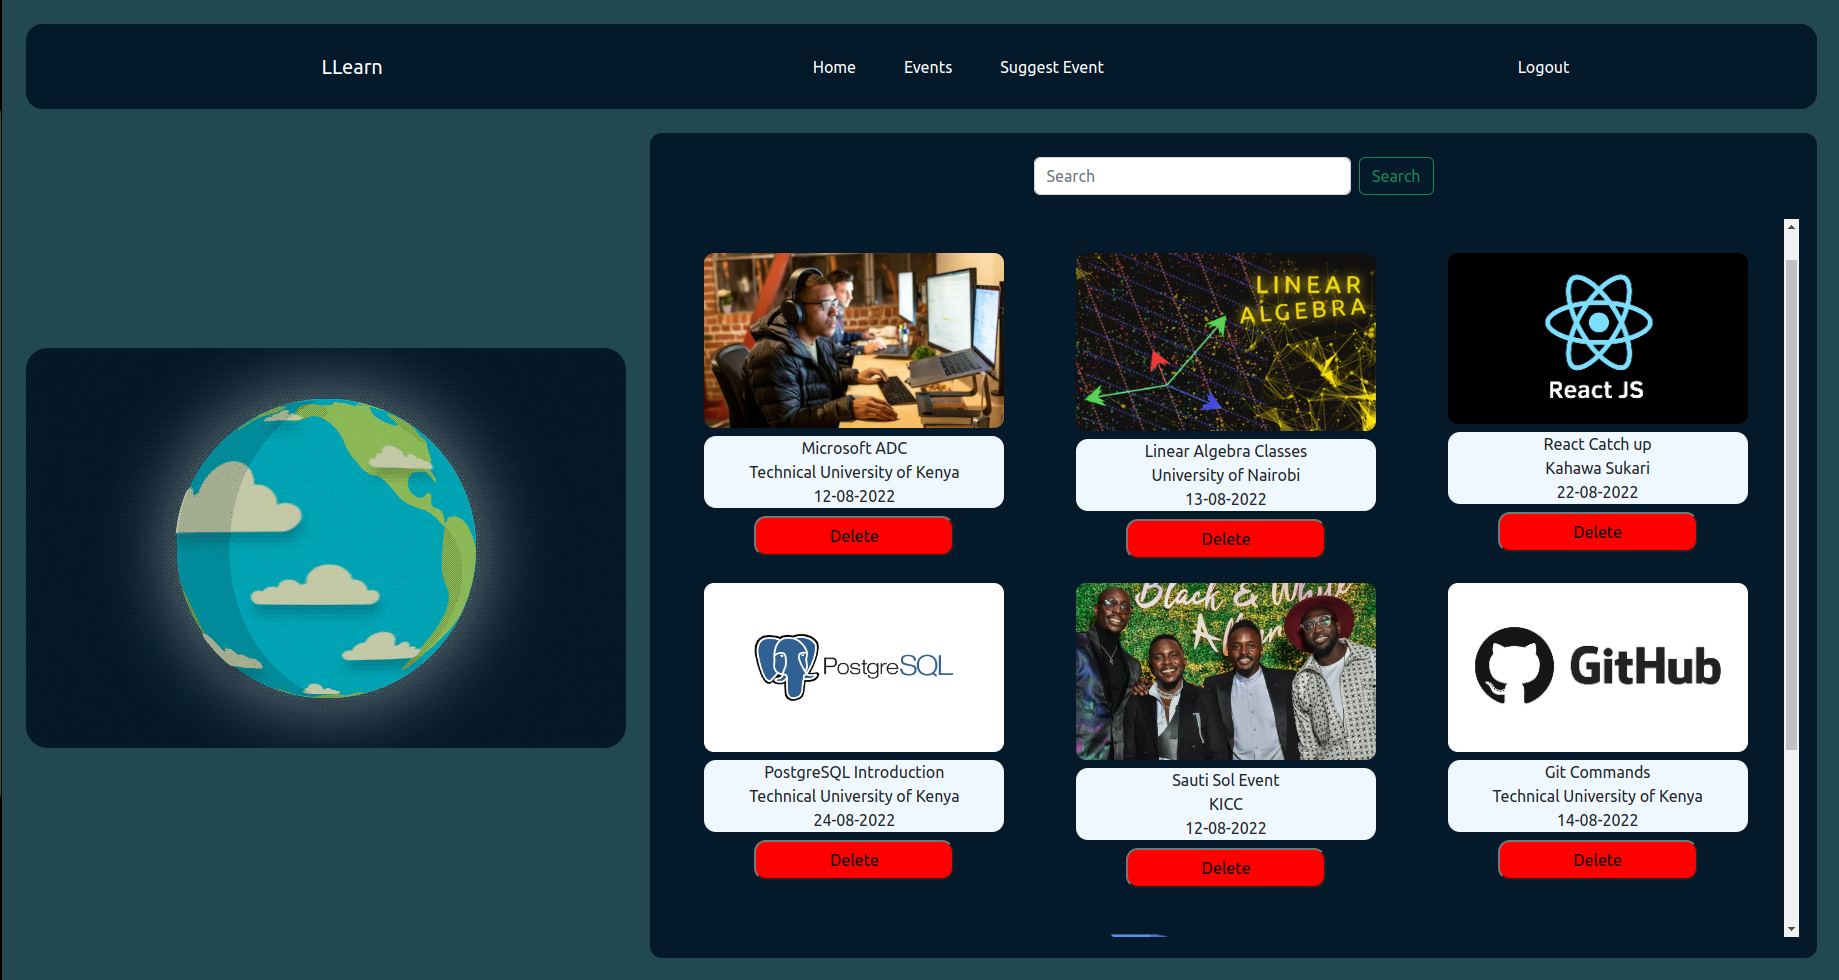 LLearn
Home
Events
Suggest Event
Logout
Search
Search
LINEAR
ALGEBRA
React JS
Microsoft ADC
Technical University of Kenya
12-08-2022
Delete
Linear Algebra Classes
University of Nairobi
13-08-2022
Delete
React Catch up
Kahawa Sukari
22-08-2022
Delete
PostgreSQL
Black & White
GitHub
PostgreSQL Introduction
Technical University of Kenya
24-08-2022
Delete
Sauti Sol Event
KICC
12-08-2022
Delete
Git Commands
Technical University of Kenya
14-08-2022
Delete